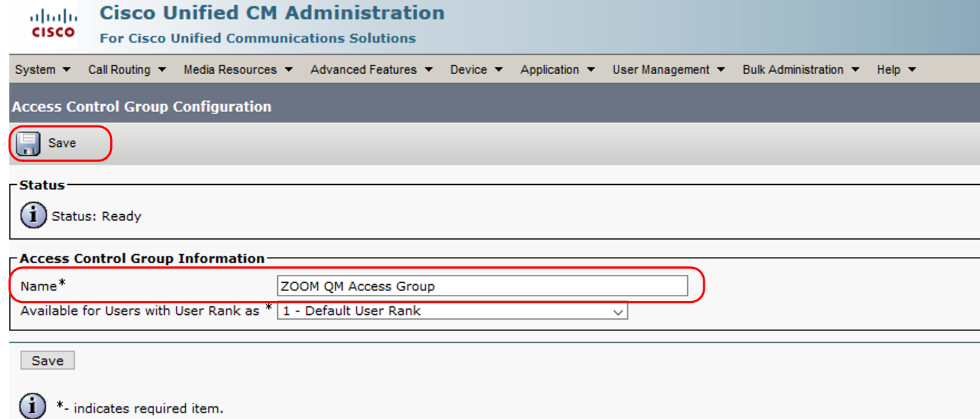 Cisco Unified CM Administration
CISCO For Cisco Unified Communications Solutions
System Call Routing Media Resources Advanced Features Device Application User Management Bulk Administration Help
Access Control Group Configuration
Save
Status
i Status: Ready
Access Control Group Information
Name* ZOOM QM Access Group
Available for Users with User Rank as * 1 - Default User Rank
Save
i *- indicates required item.